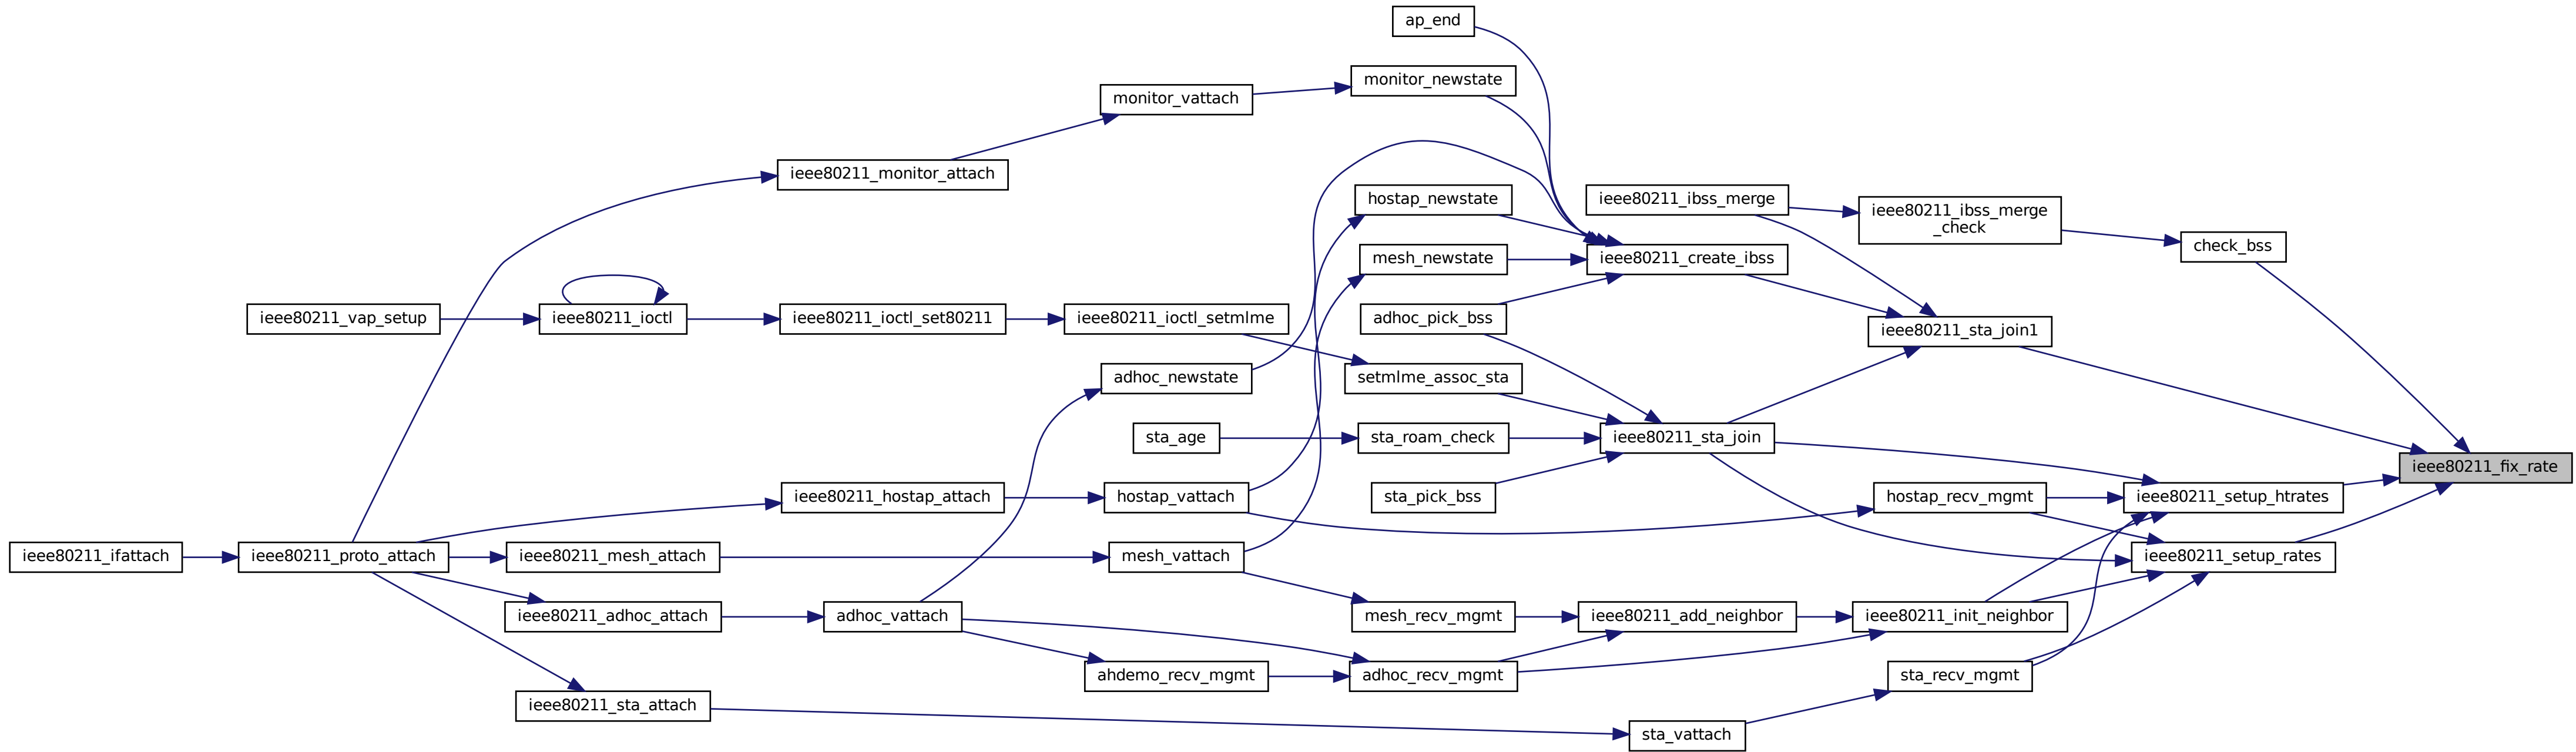 ap_end
monitor_newstate
monitor_vattach
ieee80211_monitor_attach
hostap_newstate
ieee80211_ibss_merge
ieee80211_ibss_merge
_check
check_bss
mesh_newstate
ieee80211_create_ibss
ieee80211_vap_setup
ieee80211_ioctl
ieee80211_ioctl_set80211
ieee80211_ioctl_setmlme
adhoc_pick_bss
ieee80211_sta_join1
adhoc_newstate
setmlme_assoc_sta
sta_age
sta_roam_check
ieee80211_sta_join
ieee80211_fix_rate
ieee80211_hostap_attach
hostap_vattach
sta_pick_bss
hostap_recv_mgmt
ieee80211_setup_htrates
ieee80211_ifattach
ieee80211_proto_attach
ieee80211_mesh_attach
mesh_vattach
ieee80211_setup_rates
ieee80211_adhoc_attach
adhoc_vattach
mesh_recv_mgmt
ieee80211_add_neighbor
ieee80211_init_neighbor
ahdemo_recv_mgmt
adhoc_recv_mgmt
sta_recv_mgmt
ieee80211_sta_attach
sta_vattach